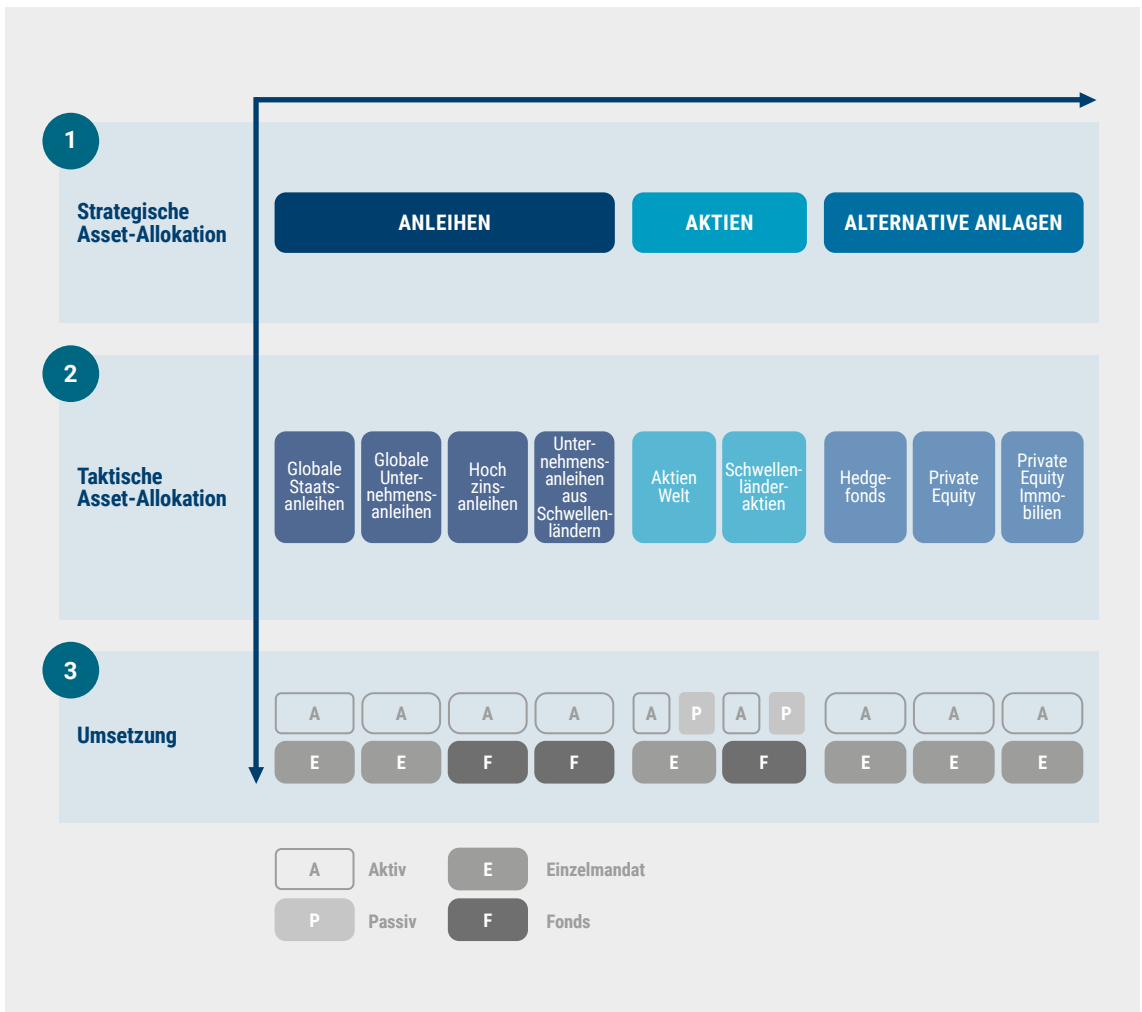 1
Strategische
Asset-Allokation
ANLEIHEN
AKTIEN
ALTERNATIVE ANLAGEN
2
Taktische
Asset-Allokation
Globale
Staats-
anleihen
Globale
Unter-
nehmens-
anleihen
Hoch
zins-
anleihen
Unter-
nehmens-
anleihen
aus
Schwellen-
ländern
Aktien
Welt
Schwellen-
länder-
aktien
Hedge-
fonds
Private
Equity
Private
Equity
Immo-
bilien
3
Umsetzung
A A A A A P A P A A A
E E F F E F E E E
A Aktiv E Einzelmandat
P Passiv F Fonds